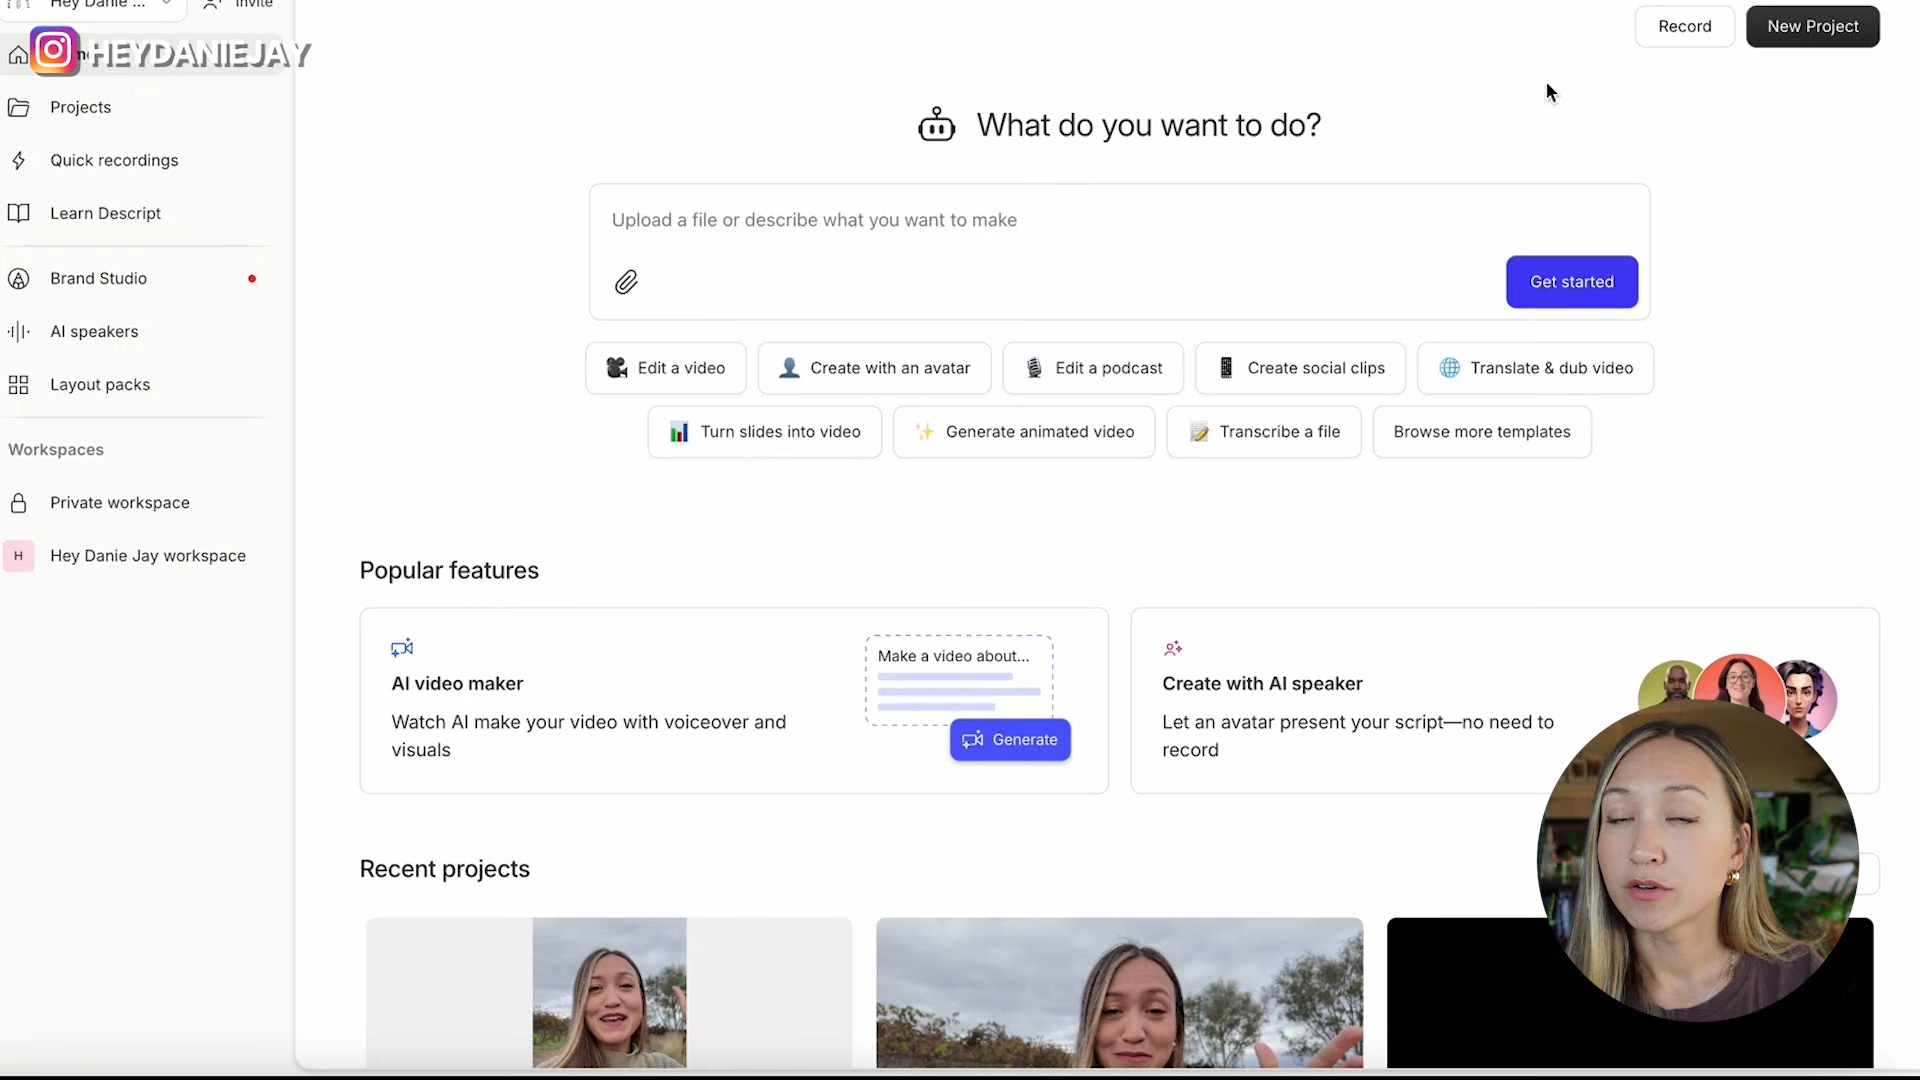 Hey Danie ...
Invite
HEYDANIEJAY
Record
New Project
Projects
Quick recordings
Learn Descript
Brand Studio
AI speakers
Layout packs
Workspaces
Private workspace
H
Hey Danie Jay workspace
What do you want to do?
Upload a file or describe what you want to make
Get started
Edit a video
Create with an avatar
Edit a podcast
Create social clips
Translate & dub video
Turn slides into video
Generate animated video
Transcribe a file
Browse more templates
Popular features
AI video maker
Watch AI make your video with voiceover and
visuals
Make a video about...
Generate
Create with AI speaker
Let an avatar present your script—no need to
record
Recent projects